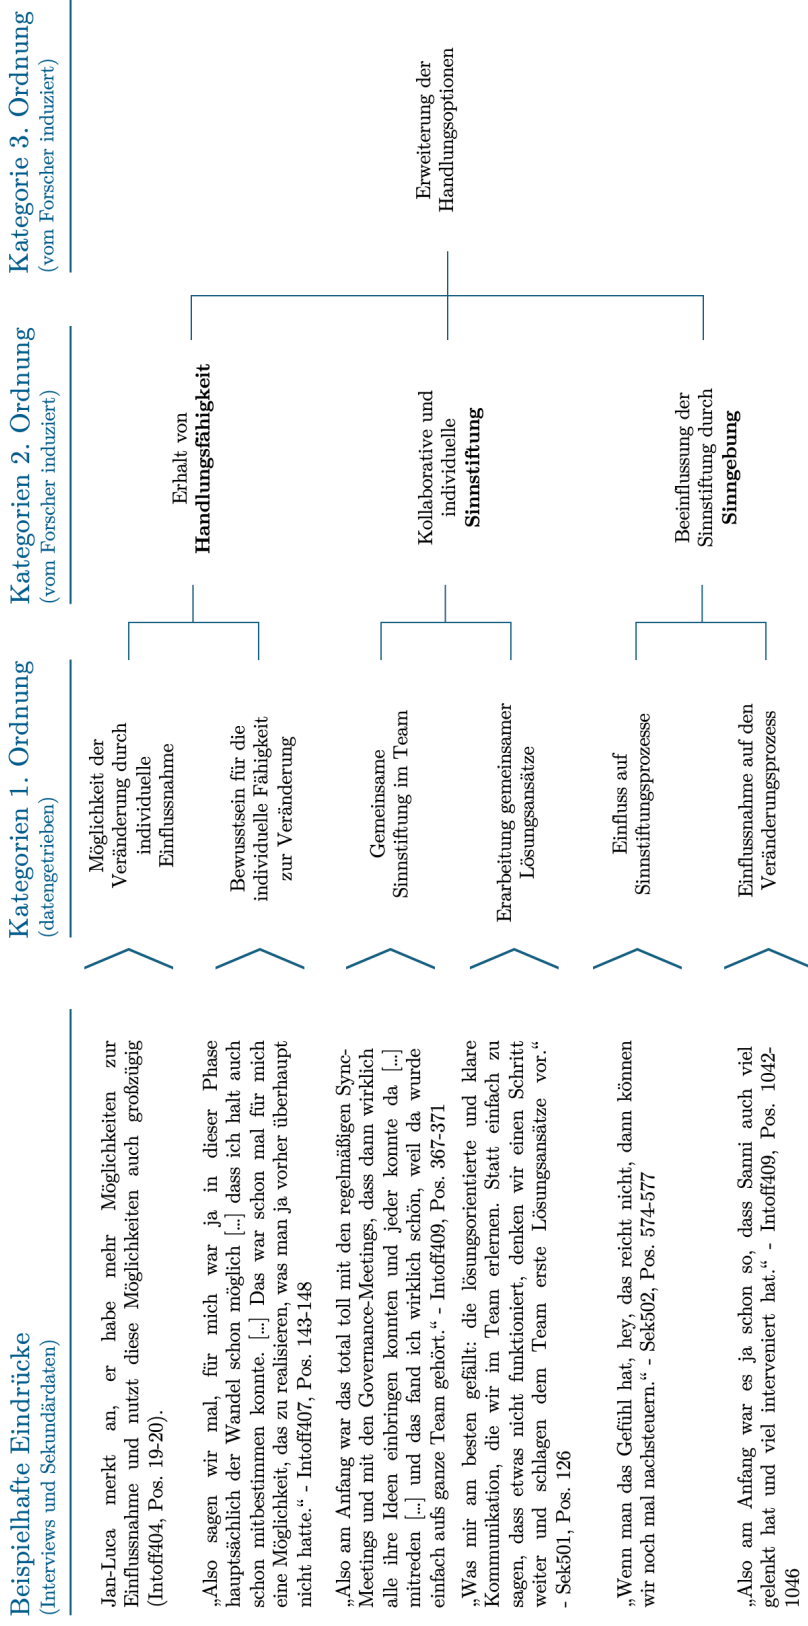 Beispielhafte Eindrücke
(Interviews und Sekundärdaten)
Jan-Luca merkt an, er habe mehr Möglichkeiten zur
Einflussnahme und nutzt diese Möglichkeiten auch großzügig
(Intoff404, Pos. 19-20).
„Also sagen wir mal, für mich war ja in dieser Phase
hauptsächlich der Wandel schon möglich [...] dass ich halt auch
schon mitbestimmen konnte. [...] Das war schon mal für mich
eine Möglichkeit, das zu realisieren, was man ja vorher überhaupt
nicht hatte.“ - Intoff407, Pos. 143-148
„Also am Anfang war das total toll mit den regelmäßigen Sync-
Meetings und mit den Governance-Meetings, dass dann wirklich
alle ihre Ideen einbringen konnten und jeder konnte da [...]
mitreden [...] und das fand ich wirklich schön, weil da wurde
einfach aufs ganze Team gehört.“ - Intoff409, Pos. 367-371
„Was mir am besten gefällt: die lösungsorientierte und klare
Kommunikation, die wir im Team erlernen. Statt einfach zu
sagen, dass etwas nicht funktioniert, denken wir einen Schritt
weiter und schlagen dem Team erste Lösungsansätze vor.“
- Sek501, Pos. 126
„Wenn man das Gefühl hat, hey, das reicht nicht, dann können
wir noch mal nachsteuern.“ - Sek502, Pos. 574-577
„Also am Anfang war es ja schon so, dass Sanni auch viel
gelenkt hat und viel interveniert hat.“ - Intoff409, Pos. 1042-
1046
Kategorien 1. Ordnung
(datengetrieben)
Möglichkeit der
Veränderung durch
individuelle
Einflussnahme
Bewusstsein für die
individuelle Fähigkeit
zur Veränderung
Gemeinsame
Sinnstiftung im Team
Erarbeitung gemeinsamer
Lösungsansätze
Einfluss auf
Sinnstiftungsprozesse
Einflussnahme auf den
Veränderungsprozess
Kategorien 2. Ordnung
(vom Forscher induziert)
Erhalt von
Handlungsfähigkeit
Kollaborative und
individuelle
Sinnstiftung
Beeinflussung der
Sinnstiftung durch
Sinngebung
Kategorie 3. Ordnung
(vom Forscher induziert)
Erweiterung der
Handlungsoptionen